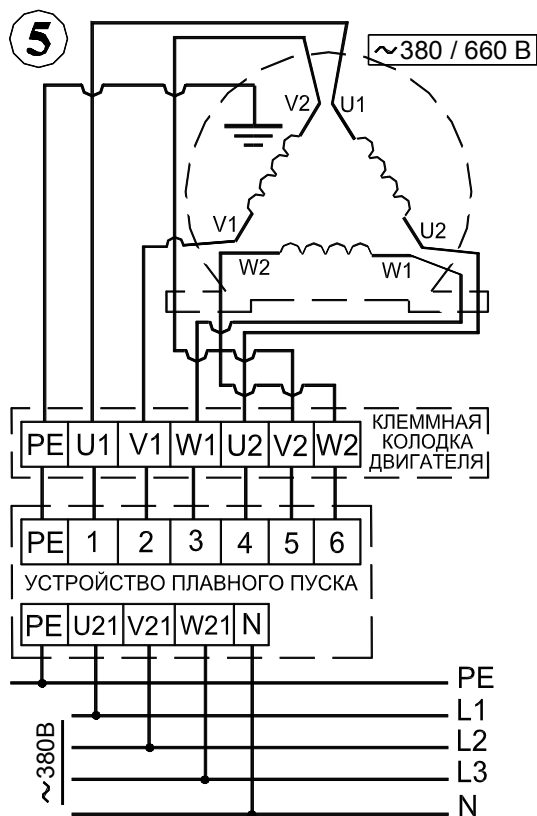 5
~380 / 660 В
V2 U1
V1
U2
W2 W1
PE U1 V1 W1 U2 V2 W2
КЛЕММНАЯ
КОЛОДКА
ДВИГАТЕЛЯ
PE 1 2 3 4 5 6
УСТРОЙСТВО ПЛАВНОГО ПУСКА
PE U21 V21 W21 N
PE
L1
L2
L3
N
~380В